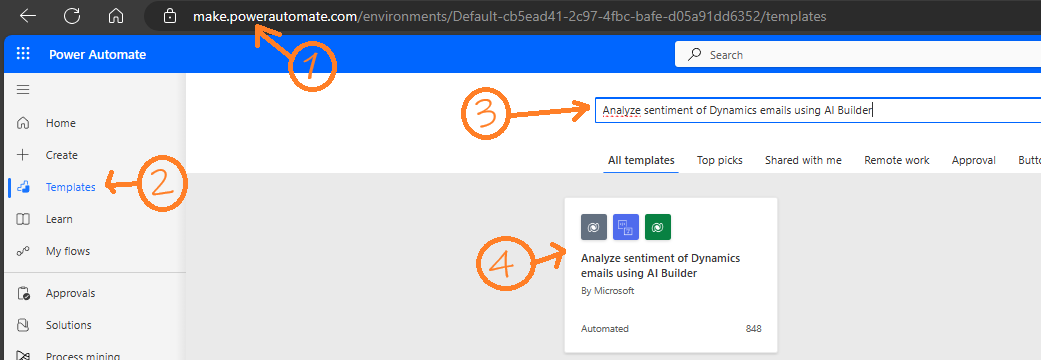 make.powerautomate.com/environments/Default-cb5ead41-2c97-4fbc-bafe-d05a91dd6352/templates
1
Power Automate
Search
3
Analyze sentiment of Dynamics emails using AI Builder
Home
Create
2
Templates
Learn
My flows
Approvals
Solutions
Process mining
All templates
Top picks
Shared with me
Remote work
Approval
Butto
4
Analyze sentiment of Dynamics
emails using AI Builder
By Microsoft
Automated
848